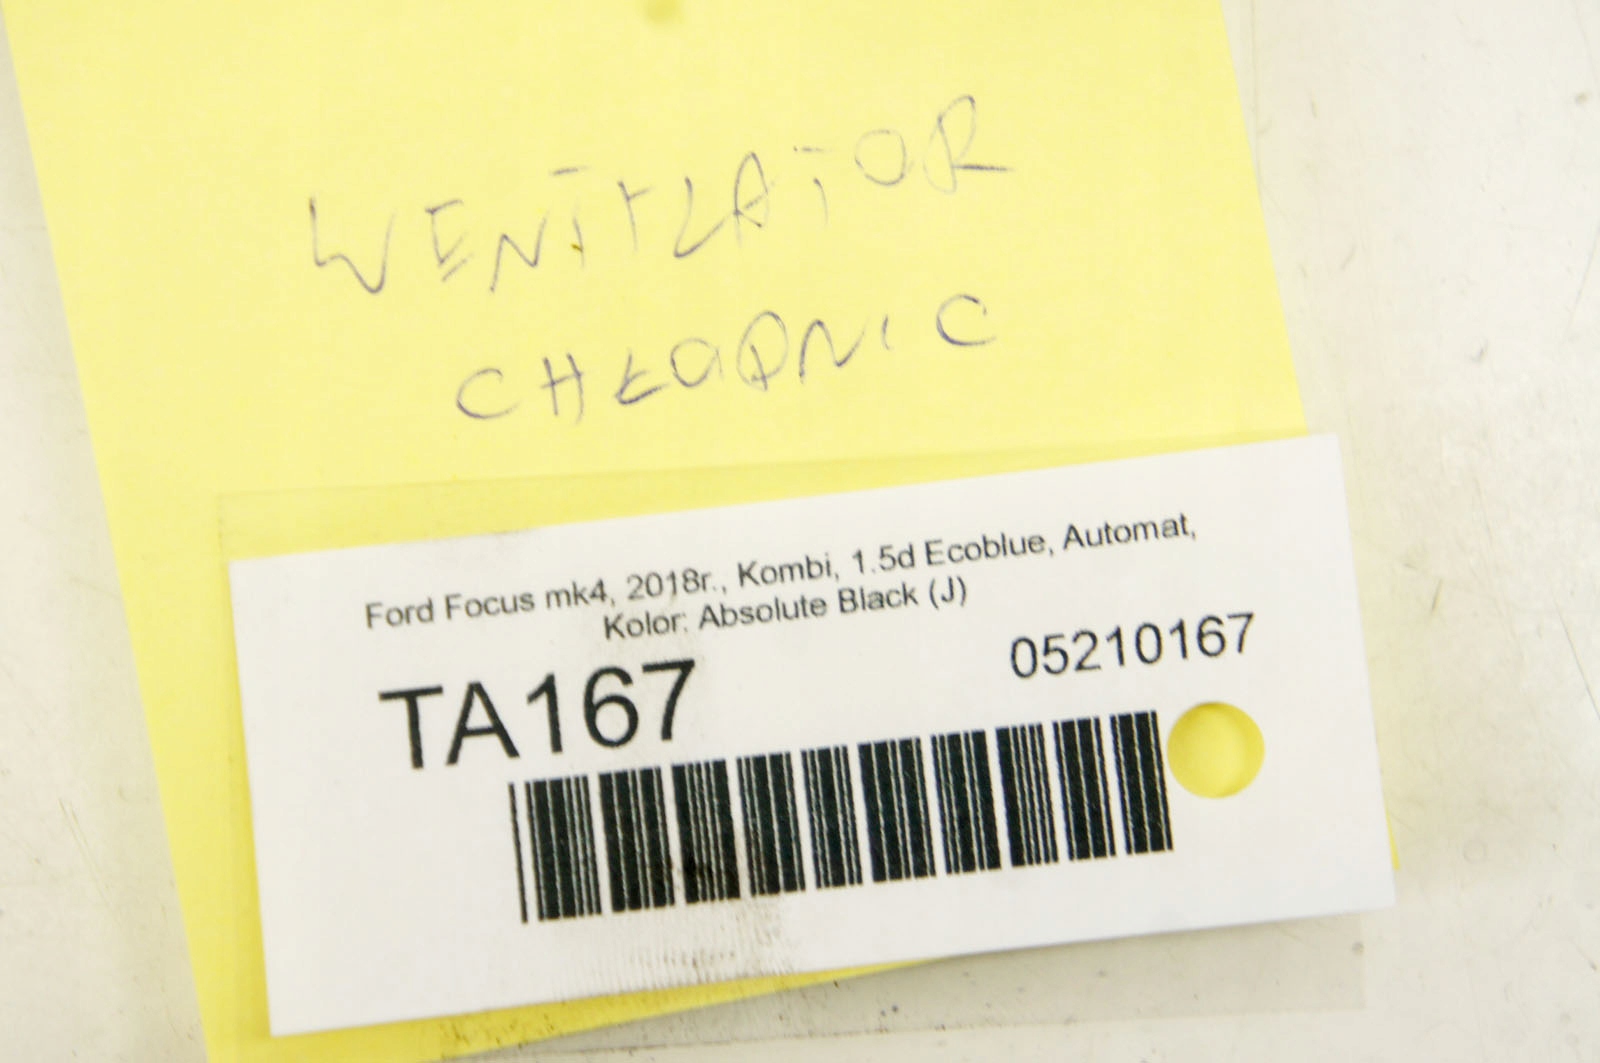 WENTYLATOR
CHŁODNIC
Ford Focus mk4, 2018r., Kombi, 1.5d Ecoblue, Automat,
Kolor: Absolute Black (J)
TA167
05210167